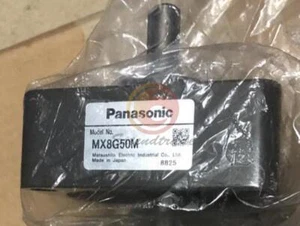 Panasonic
Model No.
MX8G50M
Matsushita Electric Industrial Co., Ltd.
Made in Japan
8825